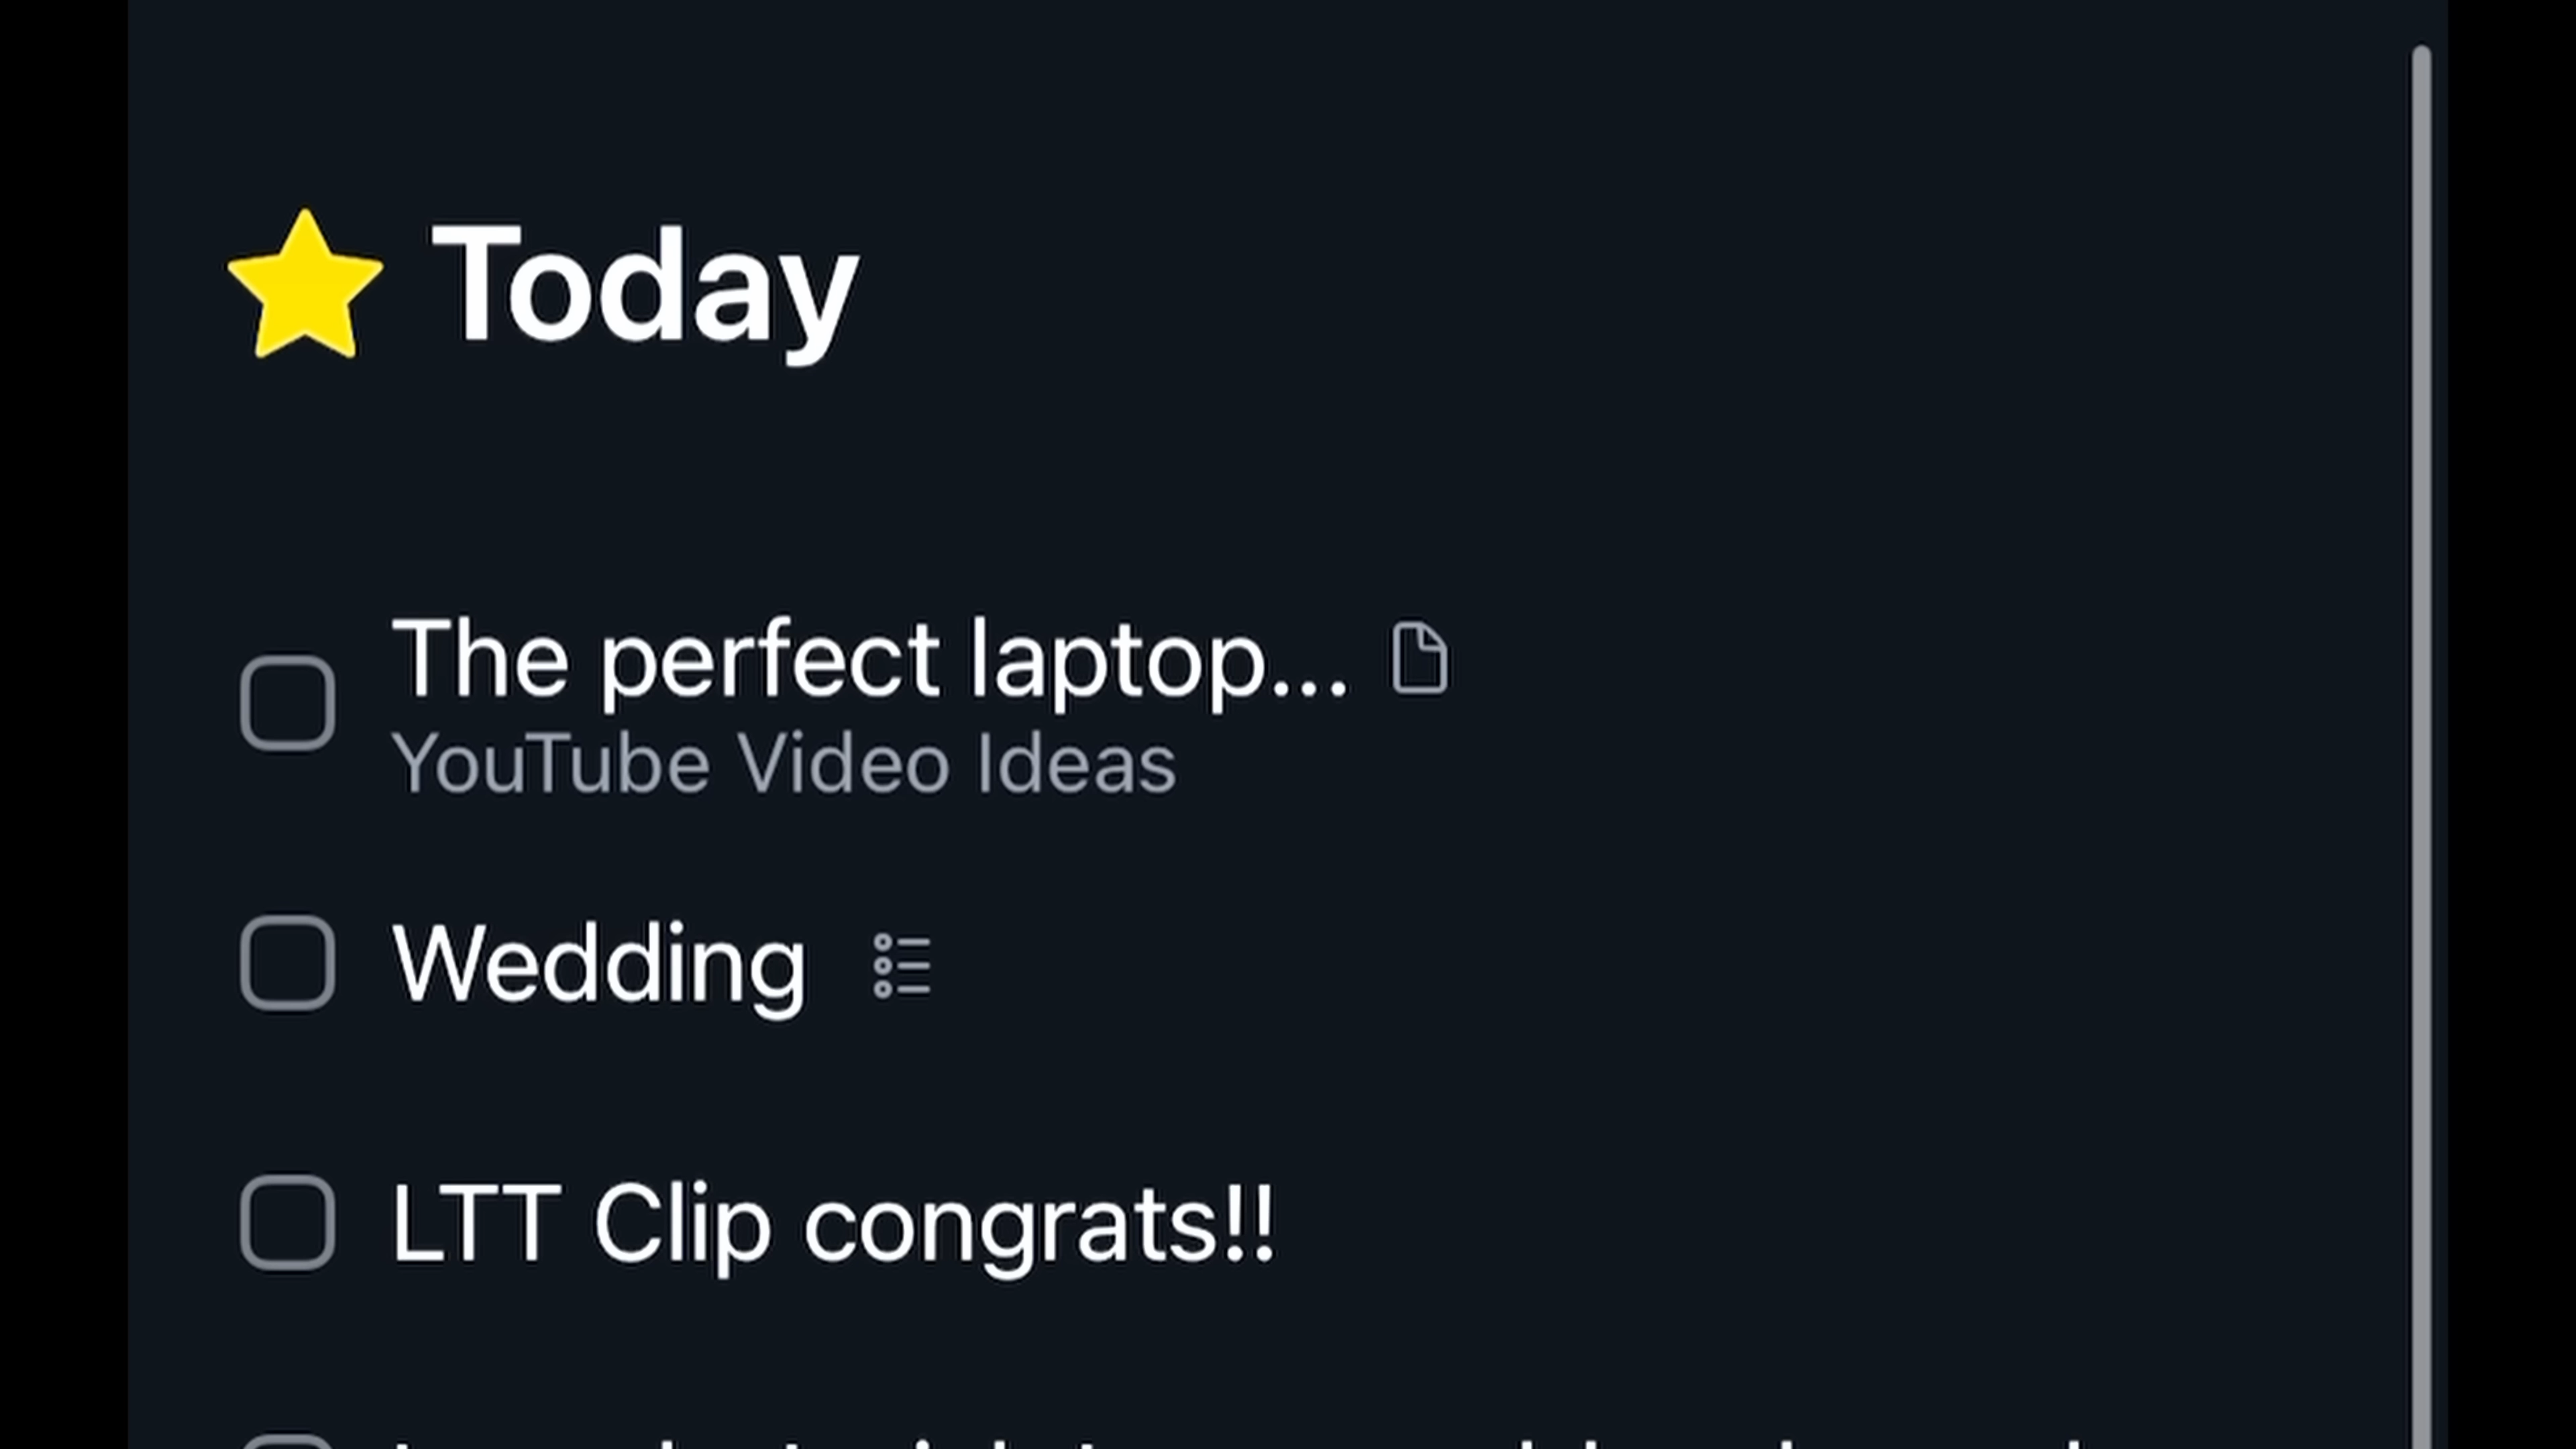 Today
The perfect laptop...
YouTube Video Ideas
Wedding
LTT Clip congrats!!